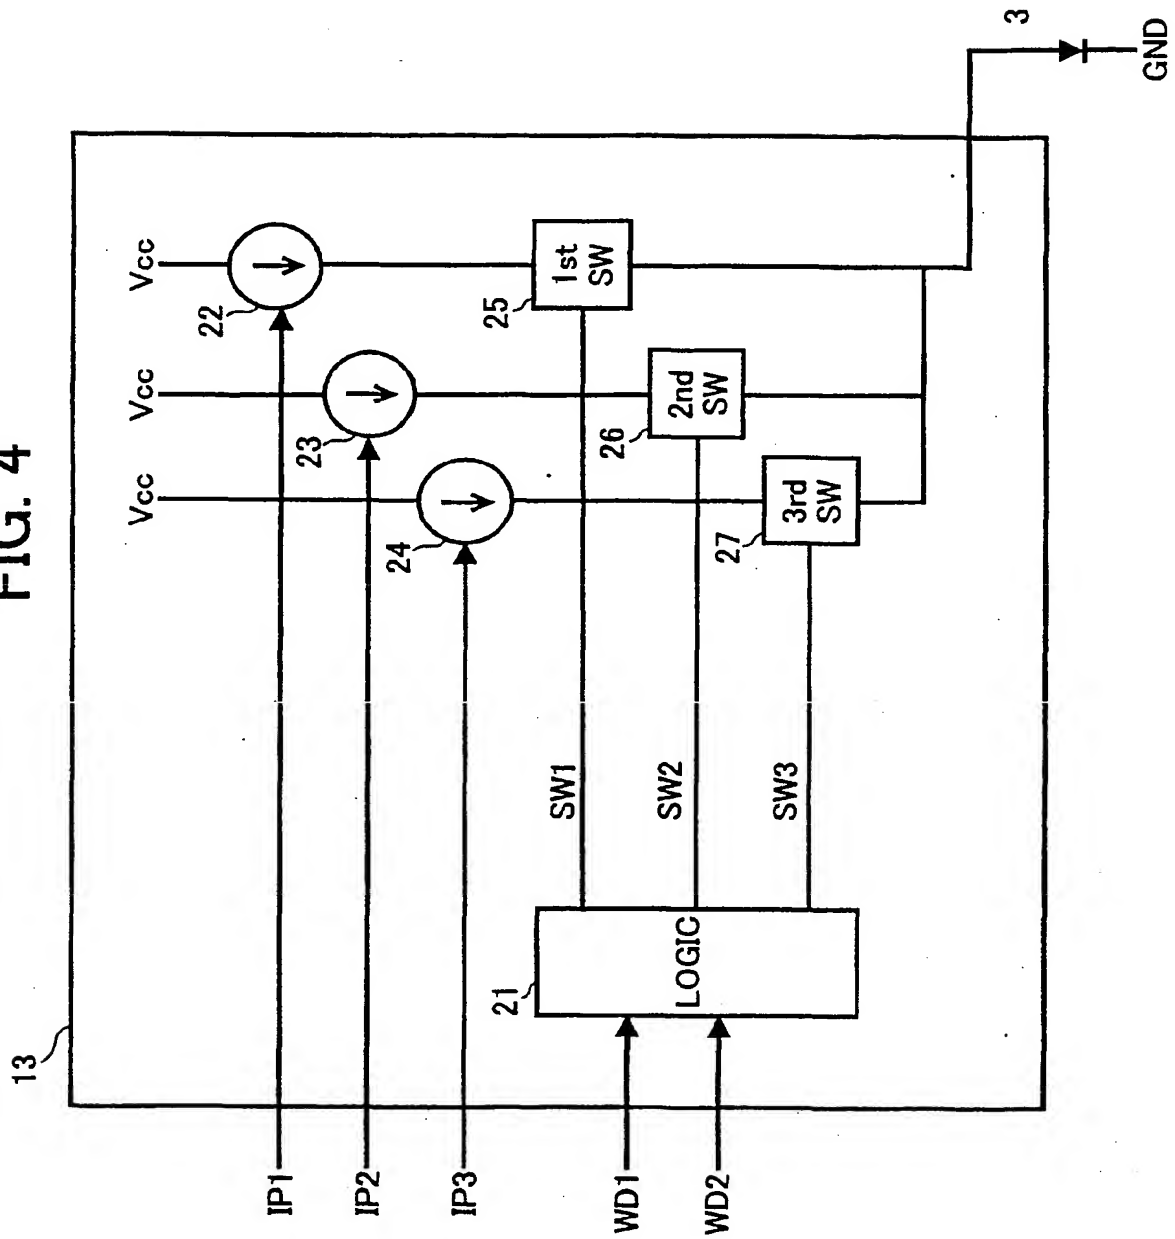 FIG. 4
13
Vcc
Vcc
Vcc
22
23
24
1st
SW
25
2nd
SW
26
3rd
SW
27
SW1
SW2
SW3
21
LOGIC
IP1
IP2
IP3
WD1
WD2
3
GND